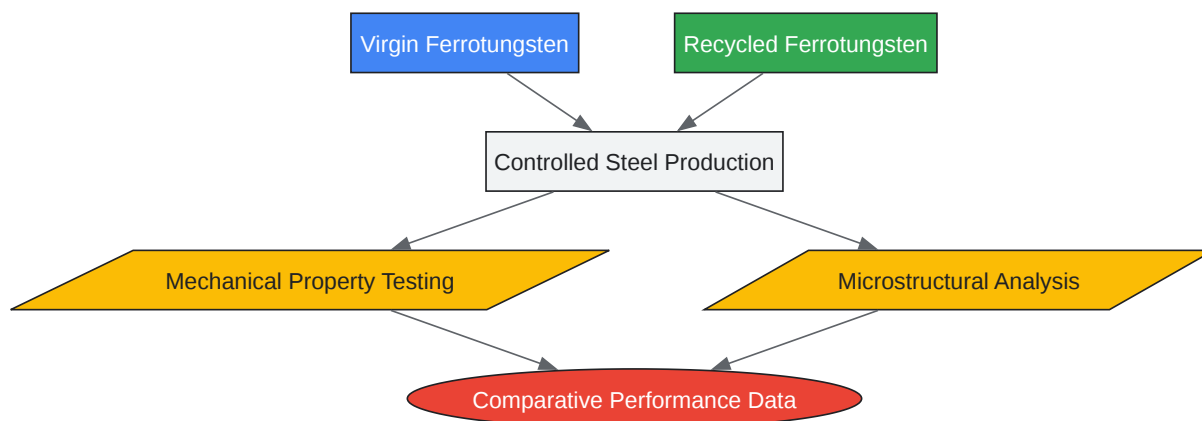 Virgin Ferrotungsten
Recycled Ferrotungsten
Controlled Steel Production
Mechanical Property Testing
Microstructural Analysis
Comparative Performance Data